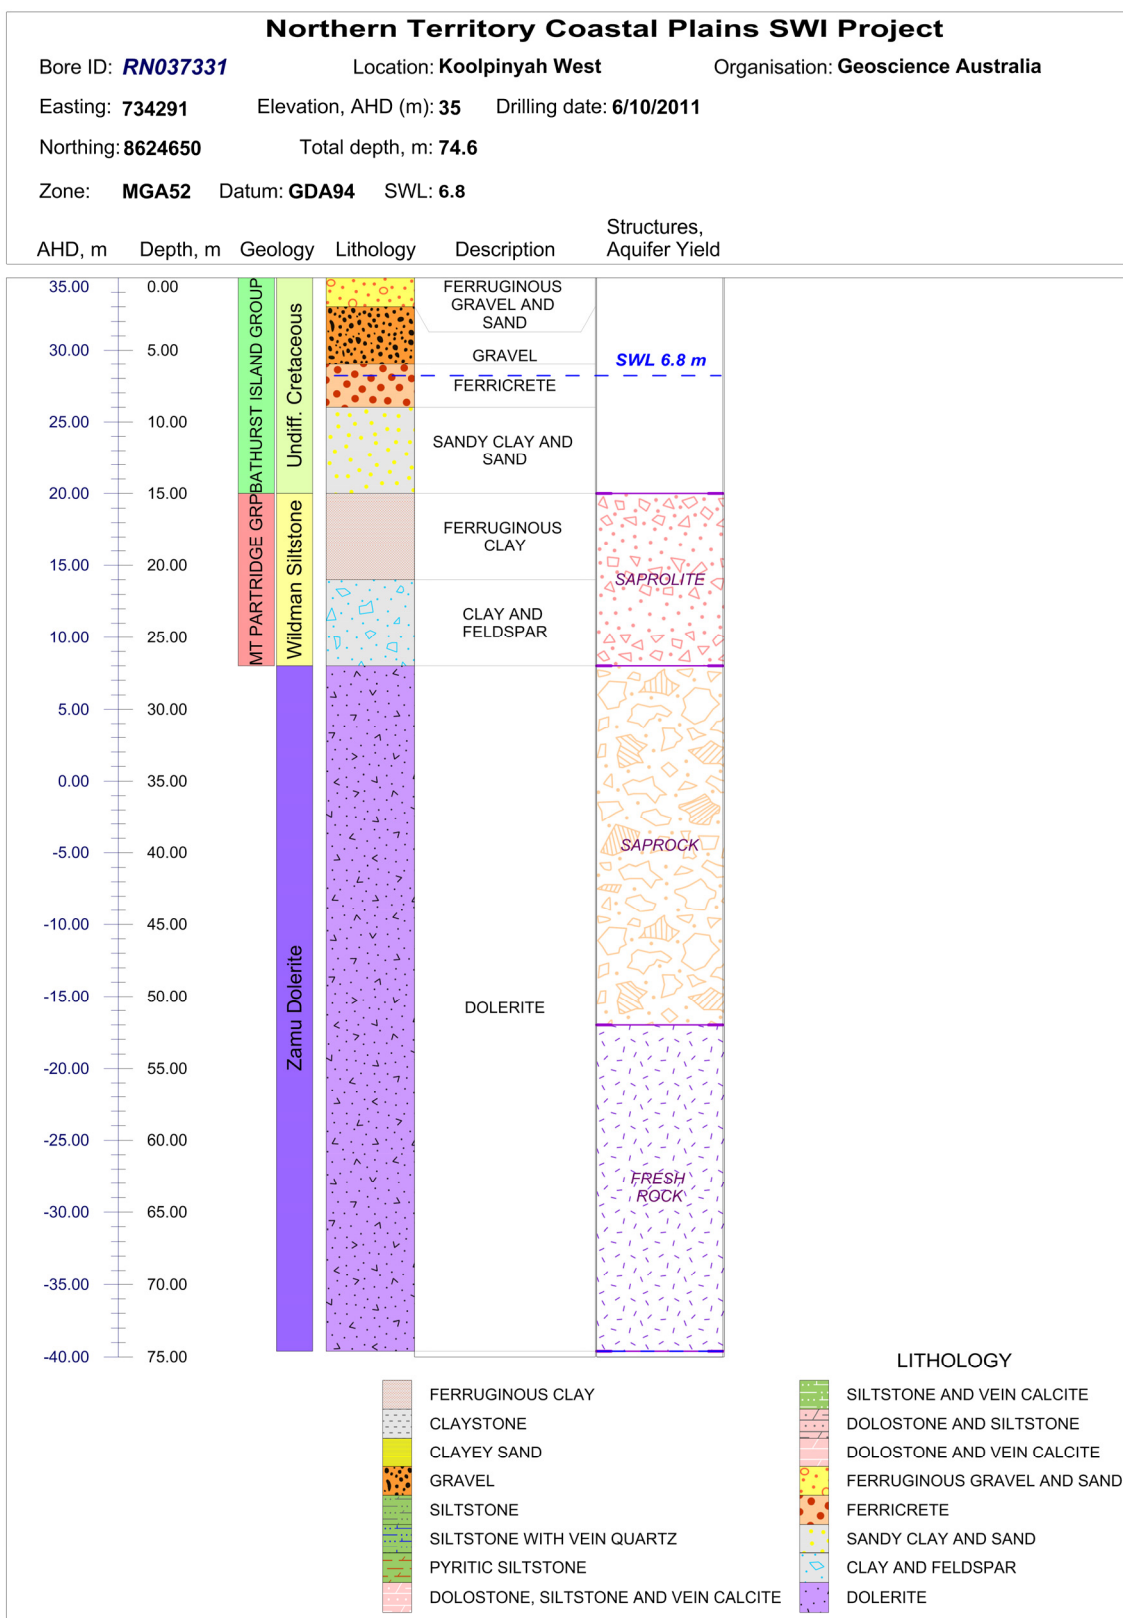 Northern Territory Coastal Plains SWI Project
Bore ID: RN037331 Location: Koolpinyah West Organisation: Geoscience Australia
Easting: 734291 Elevation, AHD (m): 35 Drilling date: 6/10/2011
Northing: 8624650 Total depth, m: 74.6
Zone: MGA52 Datum: GDA94 SWL: 6.8
Structures,
AHD, m Depth, m Geology Lithology Description Aquifer Yield
35.00 0.00
30.00 5.00
25.00 10.00
20.00 15.00
15.00 20.00
10.00 25.00
5.00 30.00
0.00 35.00
-5.00 40.00
-10.00 45.00
-15.00 50.00
-20.00 55.00
-25.00 60.00
-30.00 65.00
-35.00 70.00
-40.00 75.00
BATHURST ISLAND GROUP
MT PARTRIDGE GRP
Undiff. Cretaceous
Wildman Siltstone
Zamu Dolerite
FERRUGINOUS
GRAVEL AND
SAND
GRAVEL
FERRICRETE
SANDY CLAY AND
SAND
FERRUGINOUS
CLAY
CLAY AND
FELDSPAR
DOLERITE
SWL 6.8 m
SAPROLITE
SAPROCK
FRESH
ROCK
LITHOLOGY
FERRUGINOUS CLAY
CLAYSTONE
CLAYEY SAND
GRAVEL
SILTSTONE
SILTSTONE WITH VEIN QUARTZ
PYRITIC SILTSTONE
DOLOSTONE, SILTSTONE AND VEIN CALCITE
SILTSTONE AND VEIN CALCITE
DOLOSTONE AND SILTSTONE
DOLOSTONE AND VEIN CALCITE
FERRUGINOUS GRAVEL AND SAND
FERRICRETE
SANDY CLAY AND SAND
CLAY AND FELDSPAR
DOLERITE